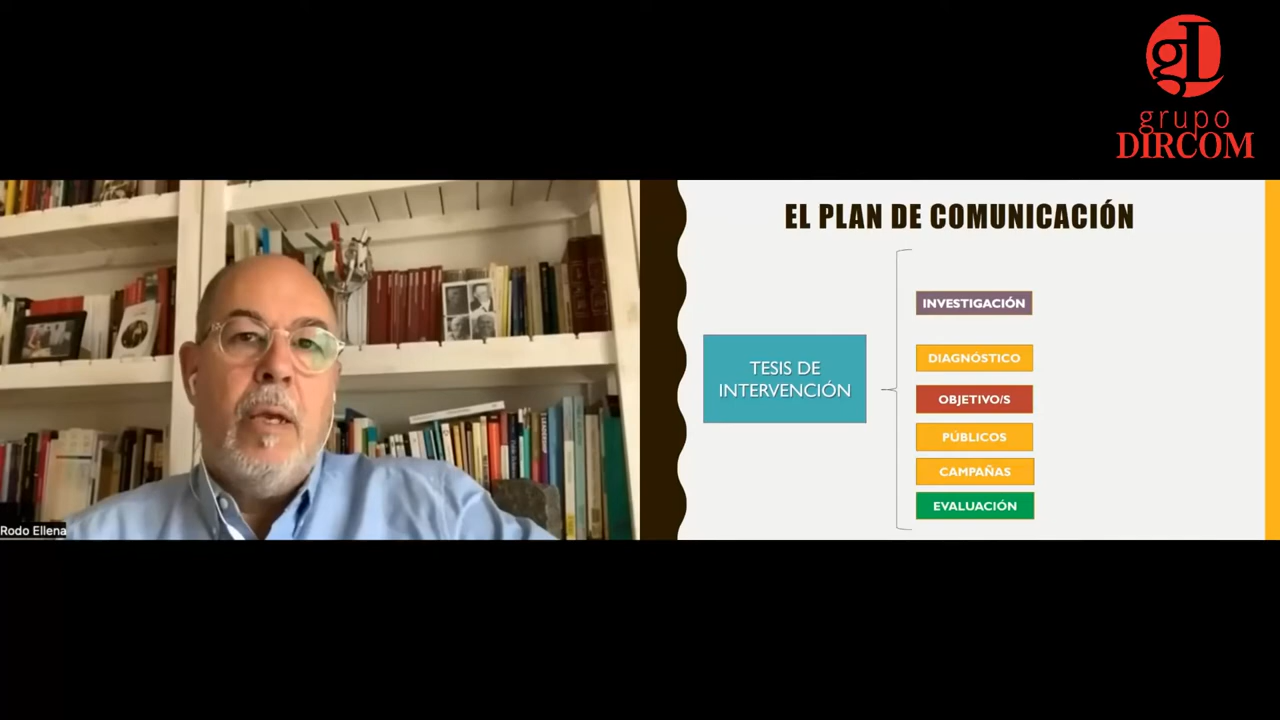 gD
grupo
DIRCOM
EL PLAN DE COMUNICACIÓN
INVESTIGACIÓN
TESIS DE
INTERVENCIÓN
DIAGNÓSTICO
OBJETIVO/S
PÚBLICOS
CAMPAÑAS
EVALUACIÓN
Rodo Ellena